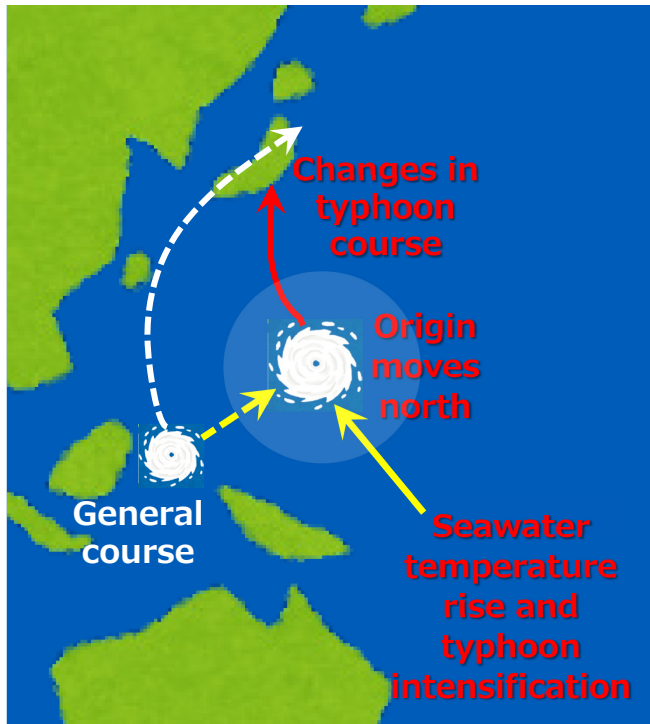 Changes in
typhoon
course
Origin
moves
north
General
course
Seawater
temperature
rise and
typhoon
intensification